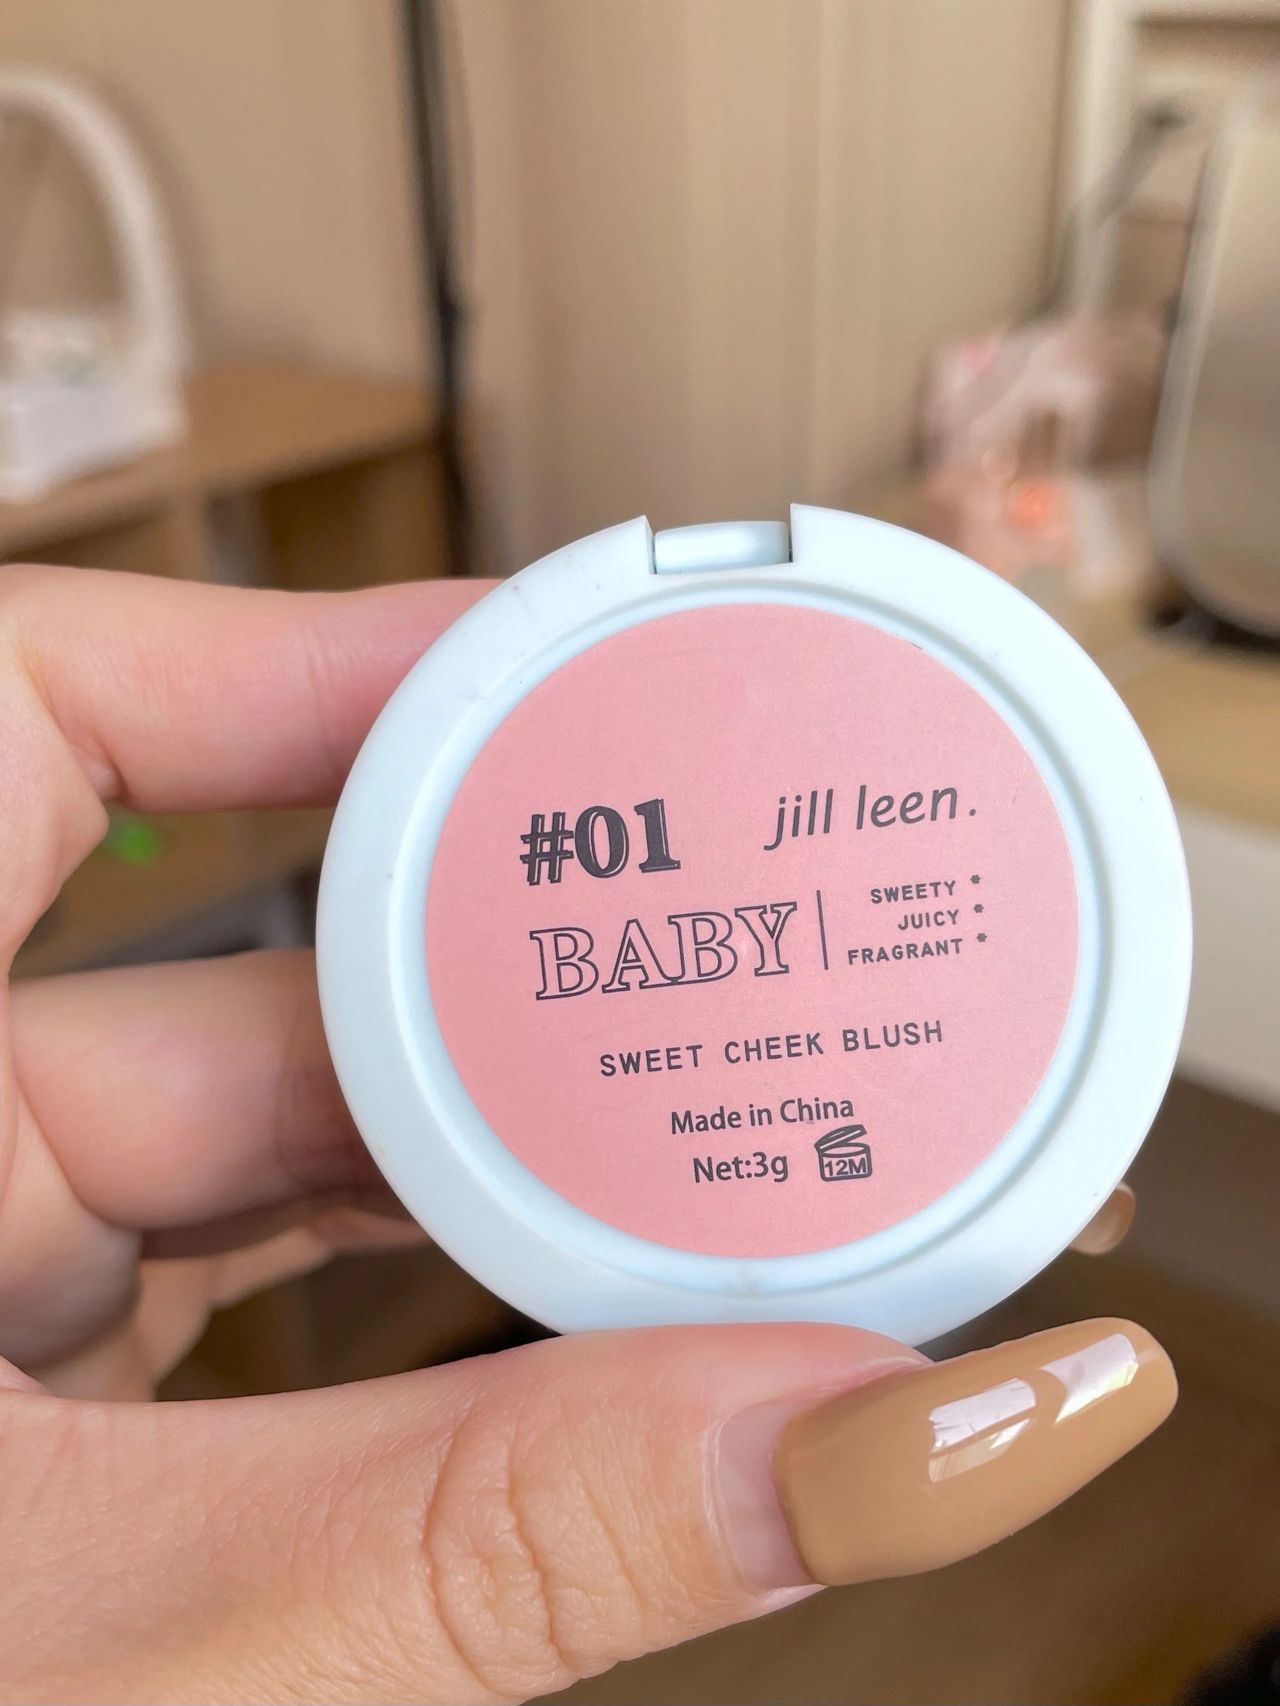 #01
jill leen.
BABY
SWEETY *
JUICY *
FRAGRANT *
SWEET CHEEK BLUSH
Made in China
Net:3g
12M